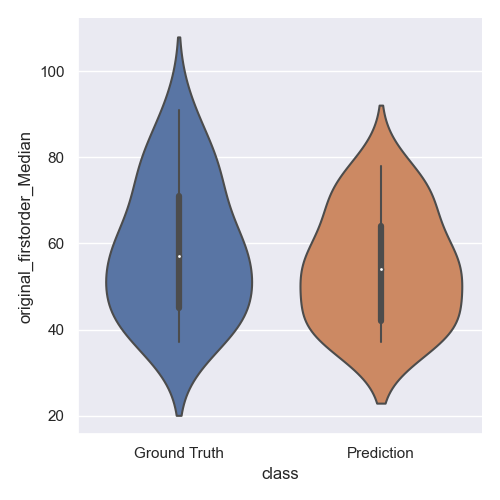 original_firstorder_Median
100
80
60
40
20
Ground Truth
Prediction
class